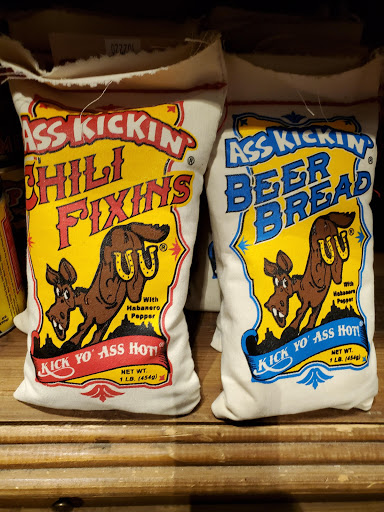 ASS KICKIN'®
CHILI
FIXIN'S
®
With
Habanero
Pepper
KICK YO' ASS HOT!
NET WT.
1 LB. (454g)
ASS KICKIN'®
BEER
BREAD
®
With
Habanero
Pepper
KICK YO' ASS HOT!
NET WT.
1 LB. (454g)